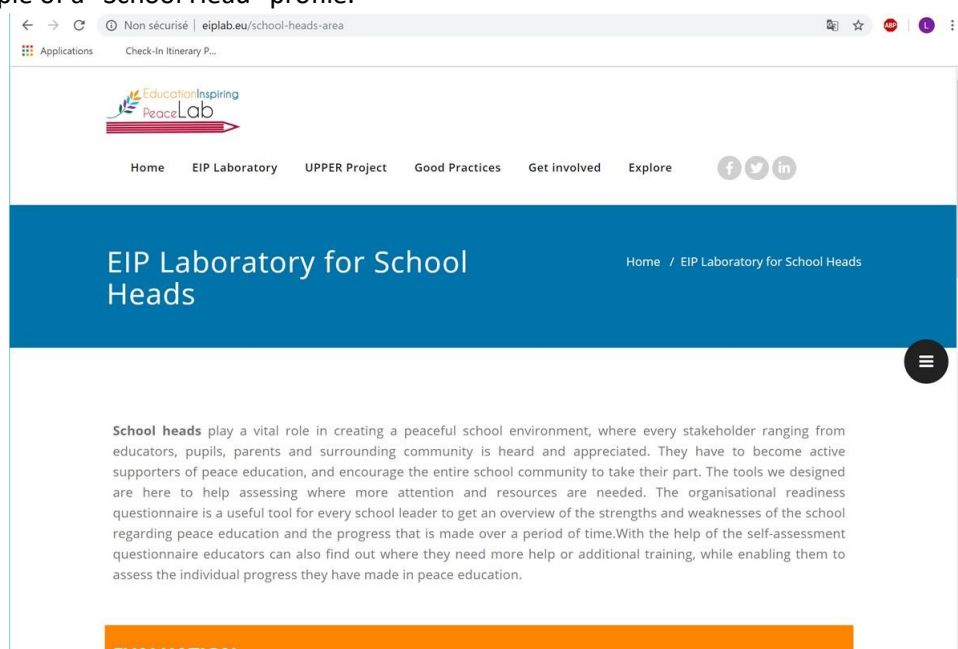 ple of a "School Head" profile.
Non sécurisé | eiplab.eu/school-heads-area
ABP
L
Applications
Check-In Itinerary P...
EducationInspiring
PeaceLab
Home EIP Laboratory UPPER Project Good Practices Get involved Explore
EIP Laboratory for School
Heads
Home / EIP Laboratory for School Heads
School heads play a vital role in creating a peaceful school environment, where every stakeholder ranging from
educators, pupils, parents and surrounding community is heard and appreciated. They have to become active
supporters of peace education, and encourage the entire school community to take their part. The tools we designed
are here to help assessing where more attention and resources are needed. The organisational readiness
questionnaire is a useful tool for every school leader to get an overview of the strengths and weaknesses of the school
regarding peace education and the progress that is made over a period of time.With the help of the self-assessment
questionnaire educators can also find out where they need more help or additional training, while enabling them to
assess the individual progress they have made in peace education.